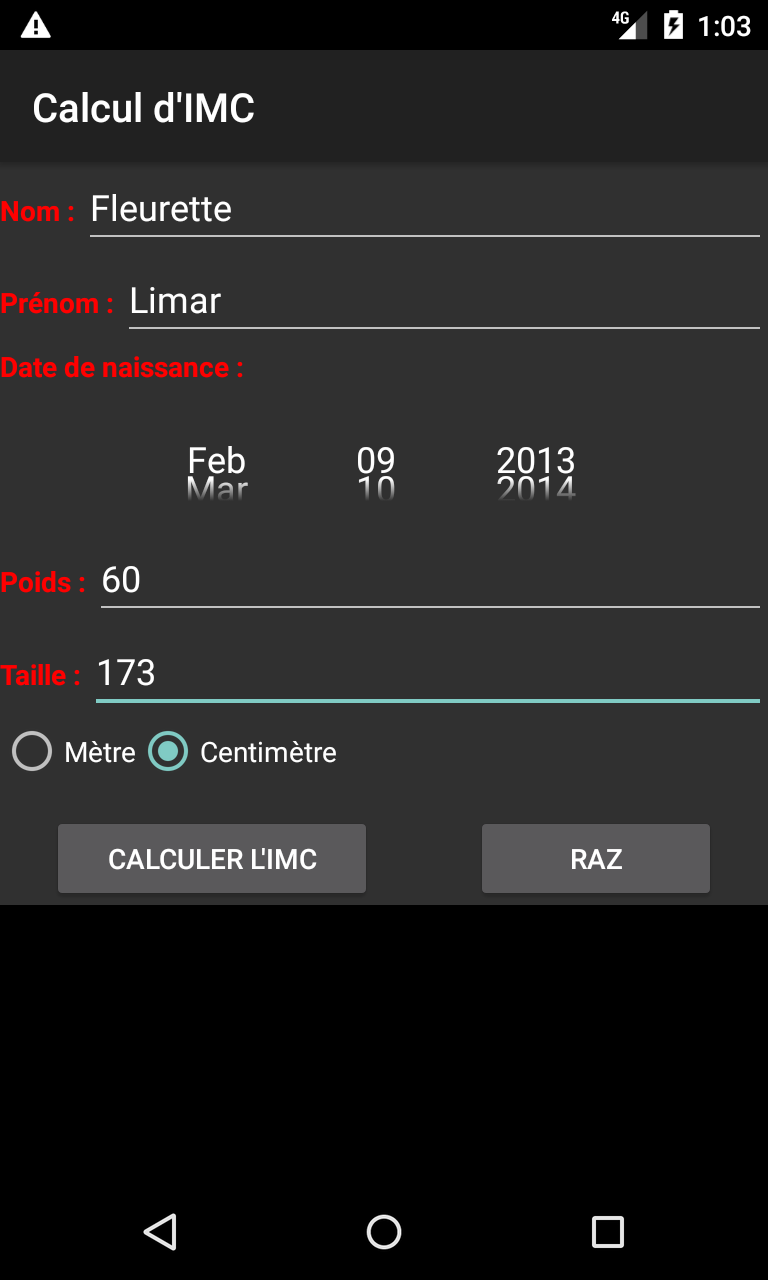 4G 1:03
Calcul d'IMC
Nom : Fleurette
Prénom : Limar
Date de naissance :
Feb 09 2013
Mar 10 2014
Poids : 60
Taille : 173
Mètre Centimètre
CALCULER L'IMC RAZ